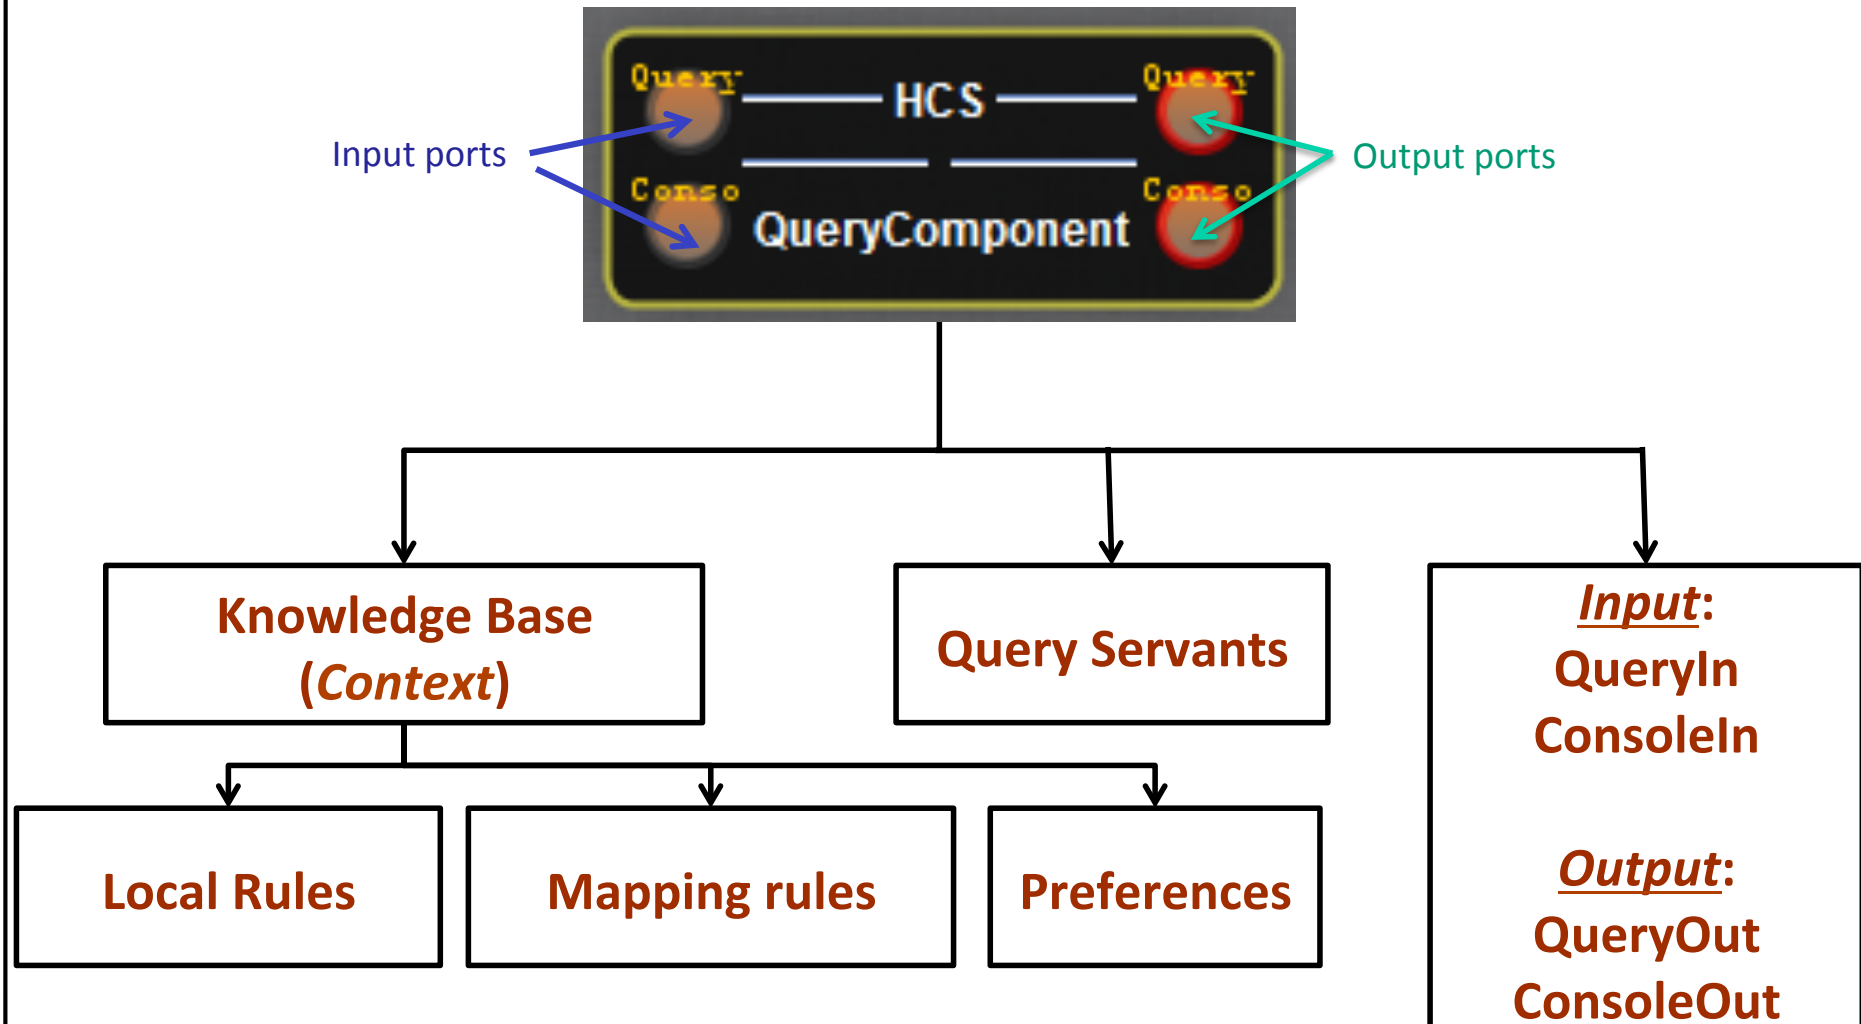 Query
HCS
Query
Input ports
Output ports
Conso
QueryComponent
Conso
Knowledge Base
(Context)
Query Servants
Input:
QueryIn
ConsoleIn
Output:
QueryOut
ConsoleOut
Local Rules
Mapping rules
Preferences